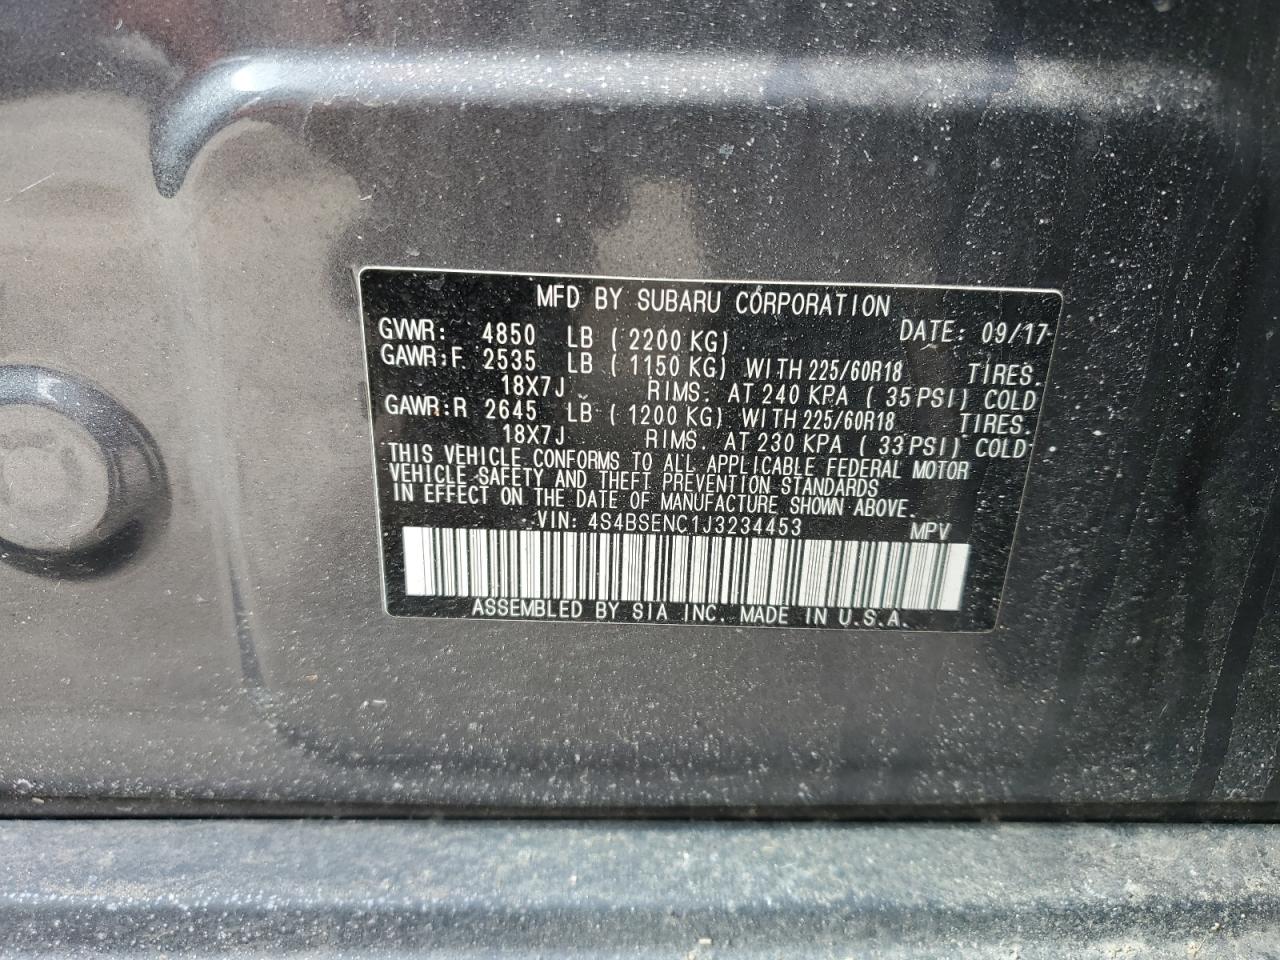 MFD BY SUBARU CORPORATION
GVWR: 4850 LB (2200 KG) DATE: 09/17
GAWR:F 2535 LB (1150 KG) WITH 225/60R18 TIRES.
18X7J RIMS. AT 240 KPA (35 PSI) COLD
GAWR:R 2645 LB (1200 KG) WITH 225/60R18 TIRES.
18X7J RIMS. AT 230 KPA (33 PSI) COLD
THIS VEHICLE CONFORMS TO ALL APPLICABLE FEDERAL MOTOR
VEHICLE SAFETY AND THEFT PREVENTION STANDARDS
IN EFFECT ON THE DATE OF MANUFACTURE SHOWN ABOVE.
VIN: 4S4BSENC1J3234453 MPV
ASSEMBLED BY SIA INC. MADE IN U.S.A.